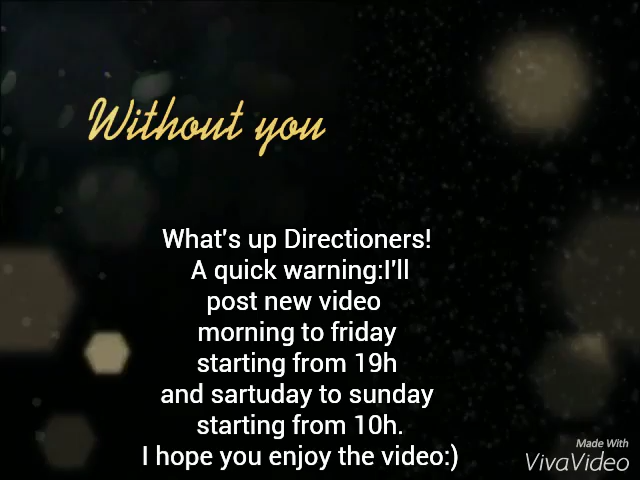 Without you
What's up Directioners!
A quick warning:I'll
post new video
morning to friday
starting from 19h
and sartuday to sunday
starting from 10h.
I hope you enjoy the video:)
Made With
VivaVideo